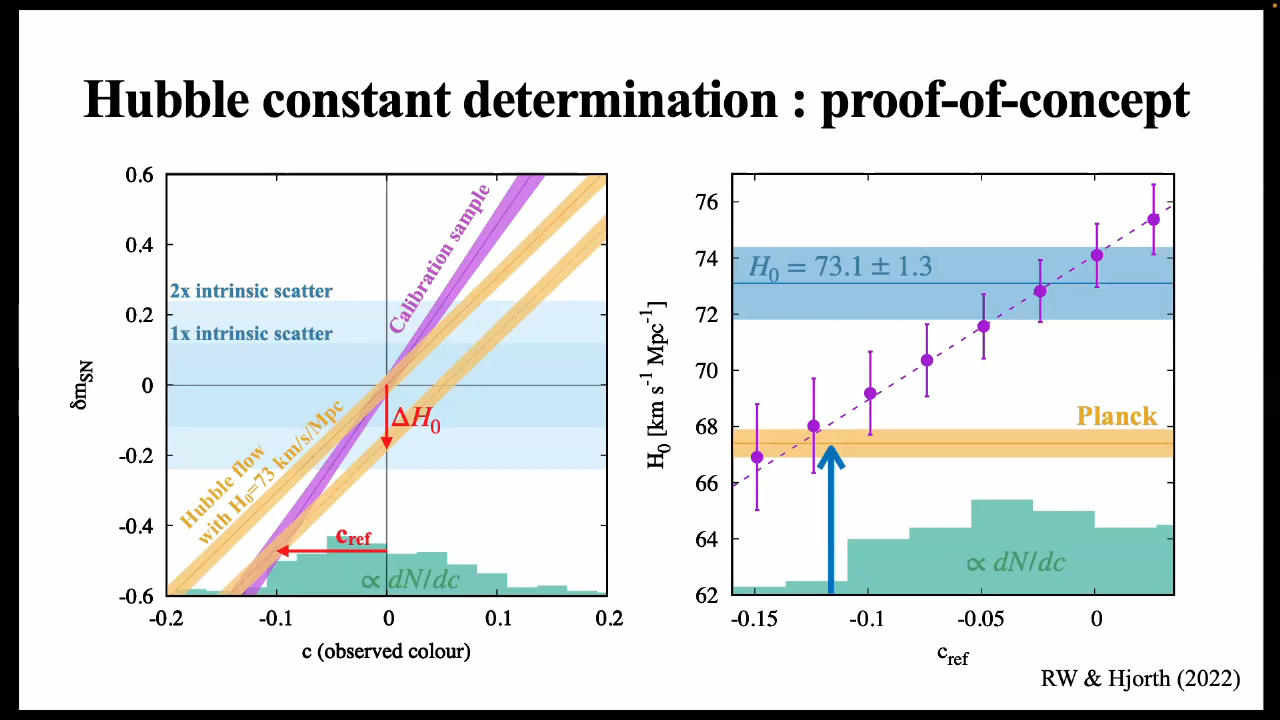 Hubble constant determination : proof-of-concept
0.6
0.4
0.2
0
-0.2
-0.4
-0.6
δmSN
2x intrinsic scatter
1x intrinsic scatter
Calibration sample
ΔH0
Hubble flow
with H0=73 km/s/Mpc
cref
∝ dN/dc
-0.2 -0.1 0 0.1 0.2
c (observed colour)
76
74
72
70
68
66
64
62
H0 [km s-1 Mpc-1]
H0 = 73.1 ± 1.3
Planck
∝ dN/dc
-0.15 -0.1 -0.05 0
cref
RW & Hjorth (2022)